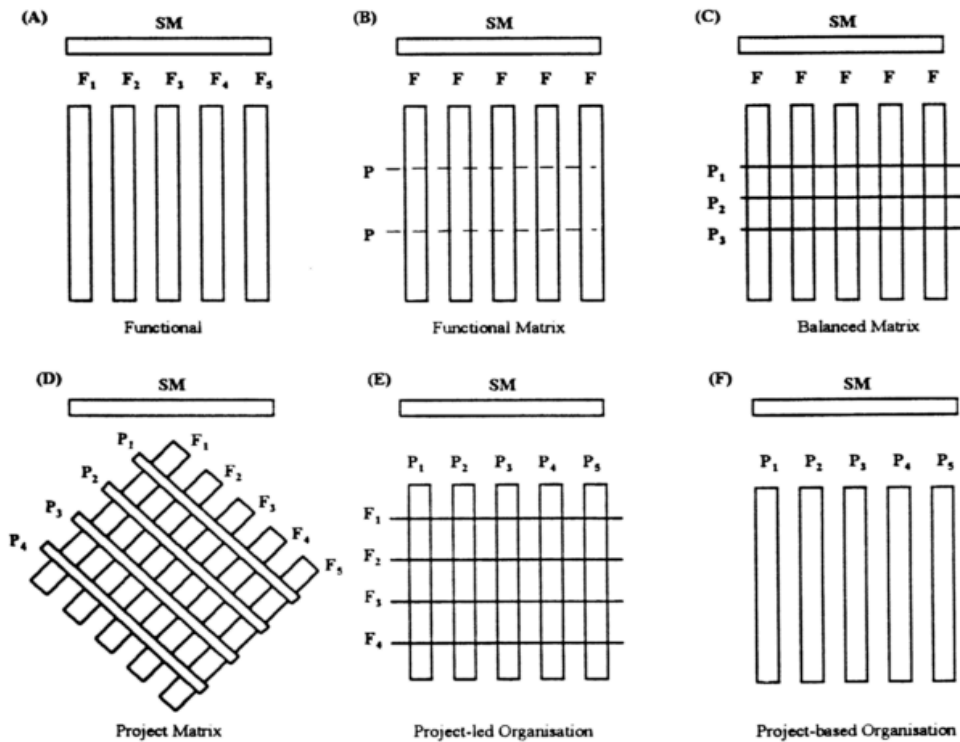 (A)
SM
F₁ F₂ F₃ F₄ F₅
Functional
(B)
SM
F F F F F
P
P
Functional Matrix
(C)
SM
F F F F F
P₁
P₂
P₃
Balanced Matrix
(D)
SM
P₁
P₂
P₃
P₄
F₁
F₂
F₃
F₄
F₅
Project Matrix
(E)
SM
P₁ P₂ P₃ P₄ P₅
F₁
F₂
F₃
F₄
Project-led Organisation
(F)
SM
P₁ P₂ P₃ P₄ P₅
Project-based Organisation